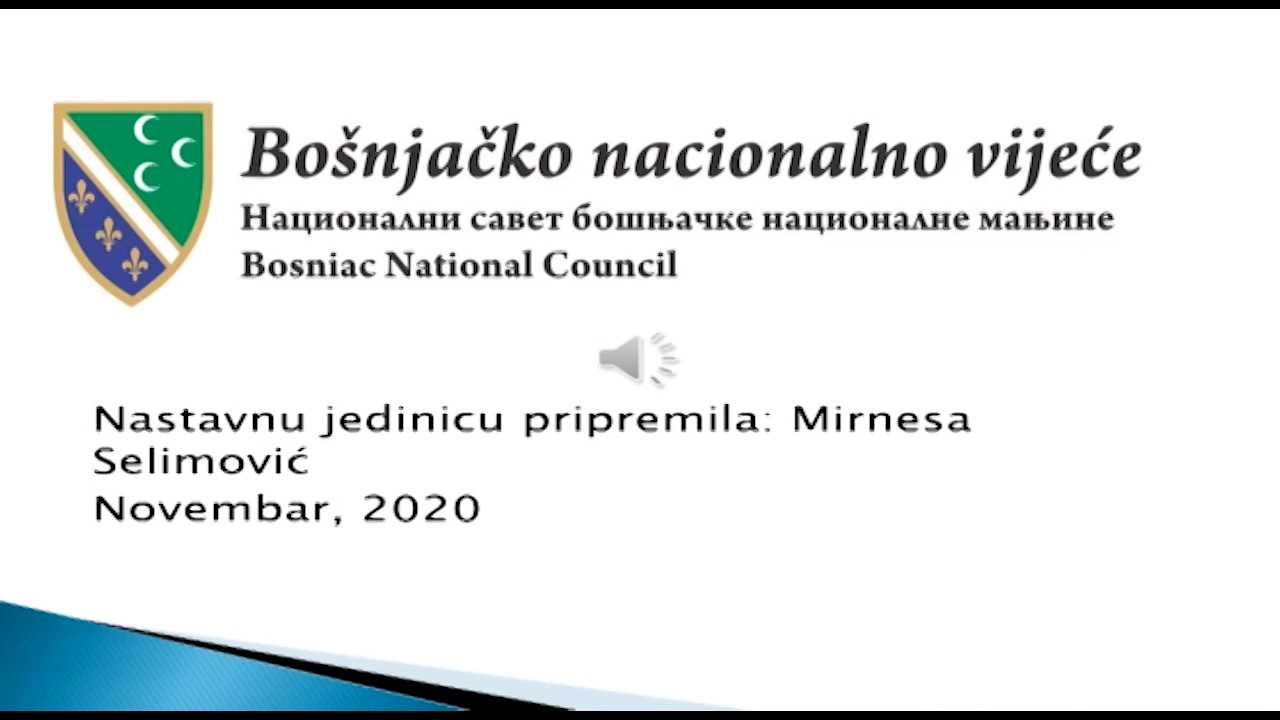 Bošnjačko nacionalno vijeće
Национални савет бошњачке националне мањине
Bosniac National Council
Nastavnu jedinicu pripremila: Mirnesa
Selimović
Novembar, 2020